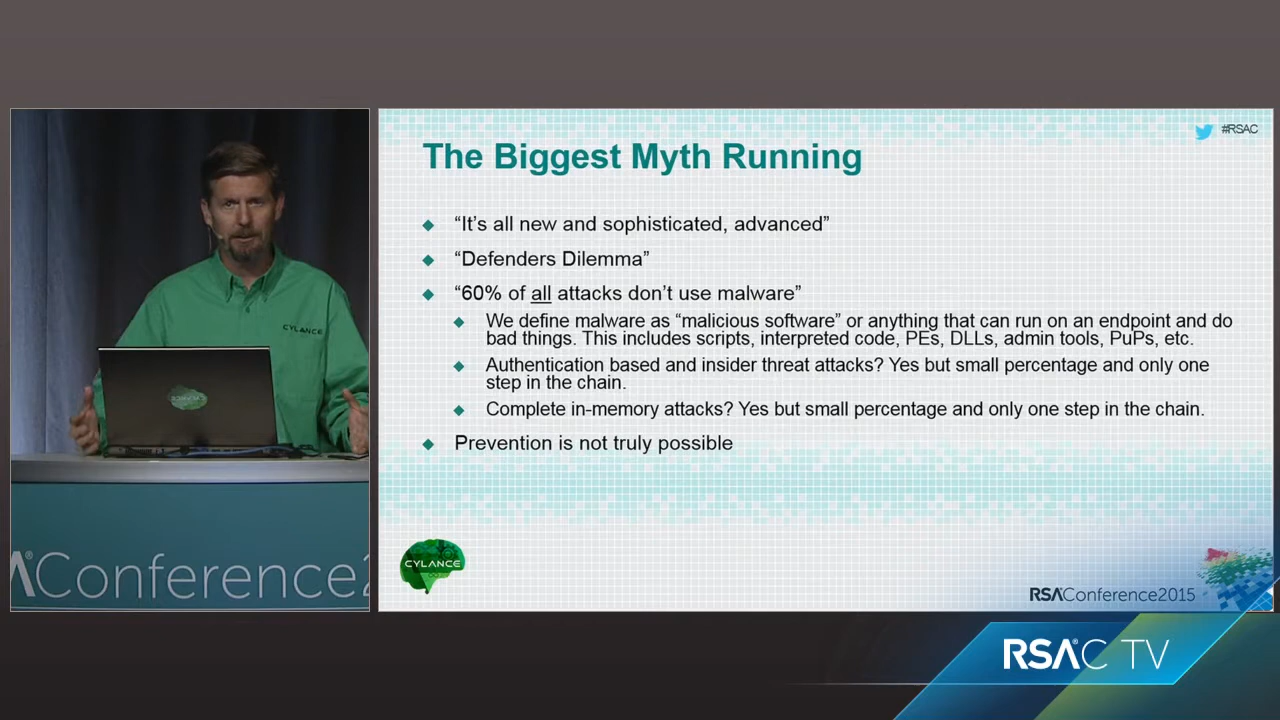 #RSAC
The Biggest Myth Running
“It’s all new and sophisticated, advanced”
“Defenders Dilemma”
“60% of all attacks don’t use malware”
We define malware as “malicious software” or anything that can run on an endpoint and do
bad things. This includes scripts, interpreted code, PEs, DLLs, admin tools, PuPs, etc.
Authentication based and insider threat attacks? Yes but small percentage and only one
step in the chain.
Complete in-memory attacks? Yes but small percentage and only one step in the chain.
Prevention is not truly possible
CYLANCE
RSAConference2015
CYLANCE
CYLANCE
A®Conference2
RSA®C TV